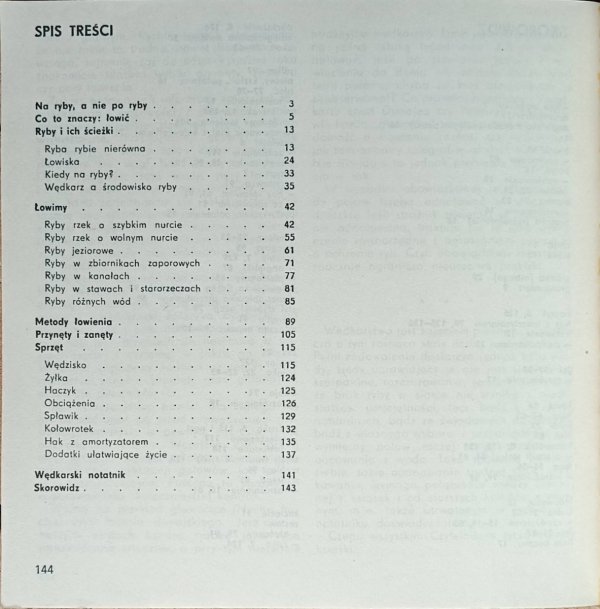 SPIS TREŚCI
Na ryby, a nie po ryby . . . . . . . 3
Co to znaczy: łowić . . . . . . . 5
Ryby i ich ścieżki . . . . . . . . 13
Ryba rybie nierówna . . . . . . . 13
Łowiska . . . . . . . . . 24
Kiedy na ryby? . . . . . . . . 33
Wędkarz a środowisko ryby . . . . . 35
Łowimy . . . . . . . . . . 42
Ryby rzek o szybkim nurcie . . . . . 42
Ryby rzek o wolnym nurcie . . . . . 55
Ryby jeziorowe . . . . . . . . 61
Ryby w zbiornikach zaporowych . . . . 71
Ryby w kanałach . . . . . . . 77
Ryby w stawach i starorzeczach . . . . 81
Ryby różnych wód . . . . . . . 85
Metody łowienia . . . . . . . . 89
Przynęty i zanęty . . . . . . . . 105
Sprzęt . . . . . . . . . . 115
Wędzisko . . . . . . . . . 115
Żyłka . . . . . . . . . . 124
Haczyk . . . . . . . . . 125
Obciążenia . . . . . . . . 126
Spławik . . . . . . . . . 129
Kołowrotek . . . . . . . . 132
Hak z amortyzatorem . . . . . . 135
Dodatki ułatwiające życie . . . . . . 137
Wędkarski notatnik . . . . . . . 141
Skorowidz . . . . . . . . . . 143
144